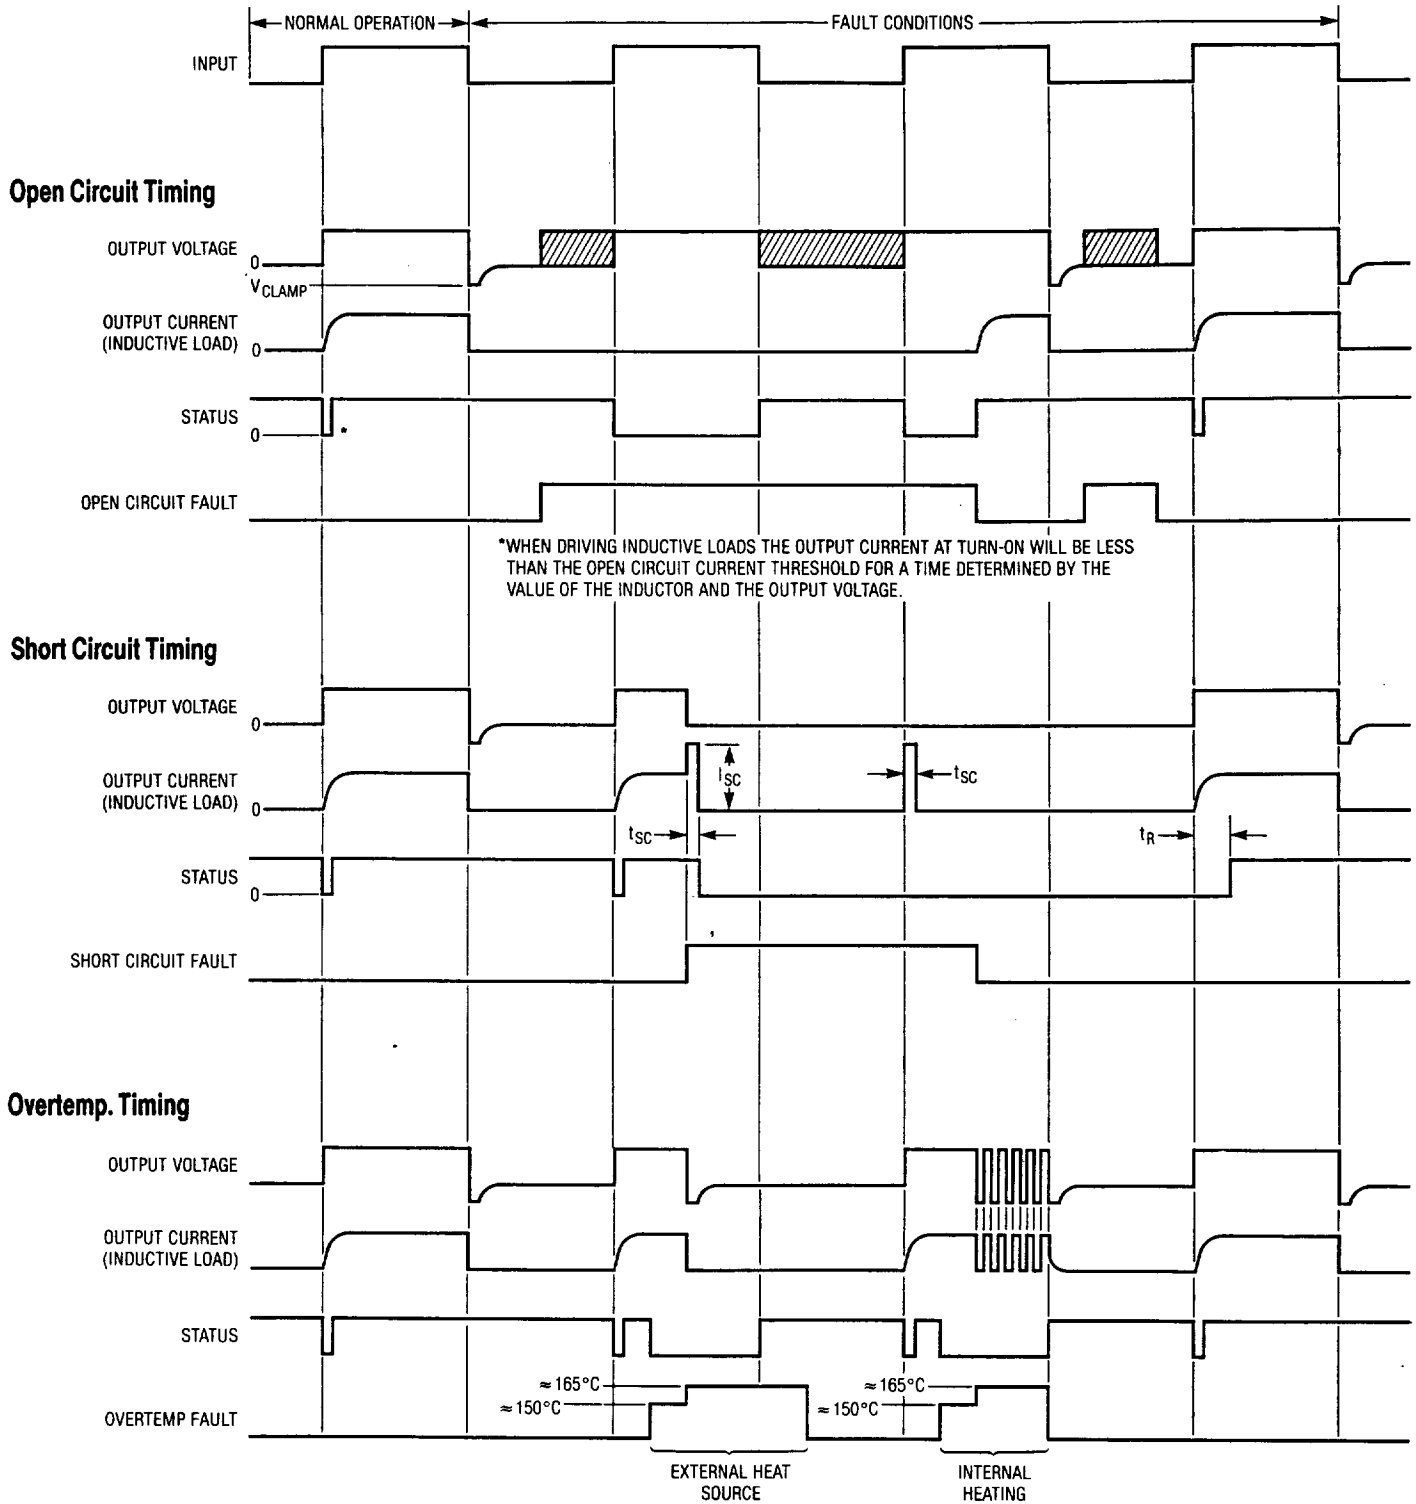 NORMAL OPERATION
FAULT CONDITIONS
INPUT
Open Circuit Timing
OUTPUT VOLTAGE
0
VCLAMP
OUTPUT CURRENT
(INDUCTIVE LOAD)
0
STATUS
0
*
OPEN CIRCUIT FAULT
*WHEN DRIVING INDUCTIVE LOADS THE OUTPUT CURRENT AT TURN-ON WILL BE LESS
THAN THE OPEN CIRCUIT CURRENT THRESHOLD FOR A TIME DETERMINED BY THE
VALUE OF THE INDUCTOR AND THE OUTPUT VOLTAGE.
Short Circuit Timing
OUTPUT VOLTAGE
0
OUTPUT CURRENT
(INDUCTIVE LOAD)
0
ISC
tSC
tSC
tR
STATUS
0
SHORT CIRCUIT FAULT
Overtemp. Timing
OUTPUT VOLTAGE
OUTPUT CURRENT
(INDUCTIVE LOAD)
STATUS
≈165°C
≈165°C
≈150°C
≈150°C
OVERTEMP FAULT
EXTERNAL HEAT
SOURCE
INTERNAL
HEATING